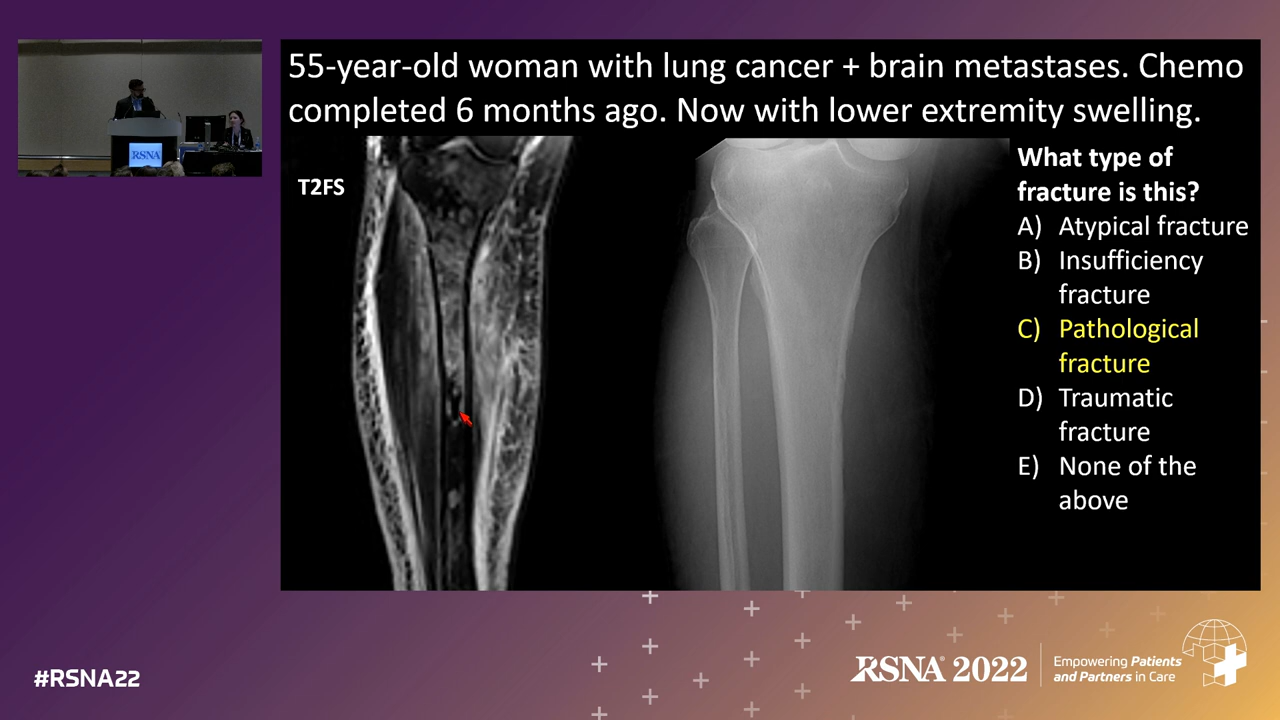 55-year-old woman with lung cancer + brain metastases. Chemo
completed 6 months ago. Now with lower extremity swelling.
T2FS
What type of
fracture is this?
A) Atypical fracture
B) Insufficiency
fracture
C) Pathological
fracture
D) Traumatic
fracture
E) None of the
above
RSNA
#RSNA22
RSNA 2022
Empowering Patients
and Partners in Care